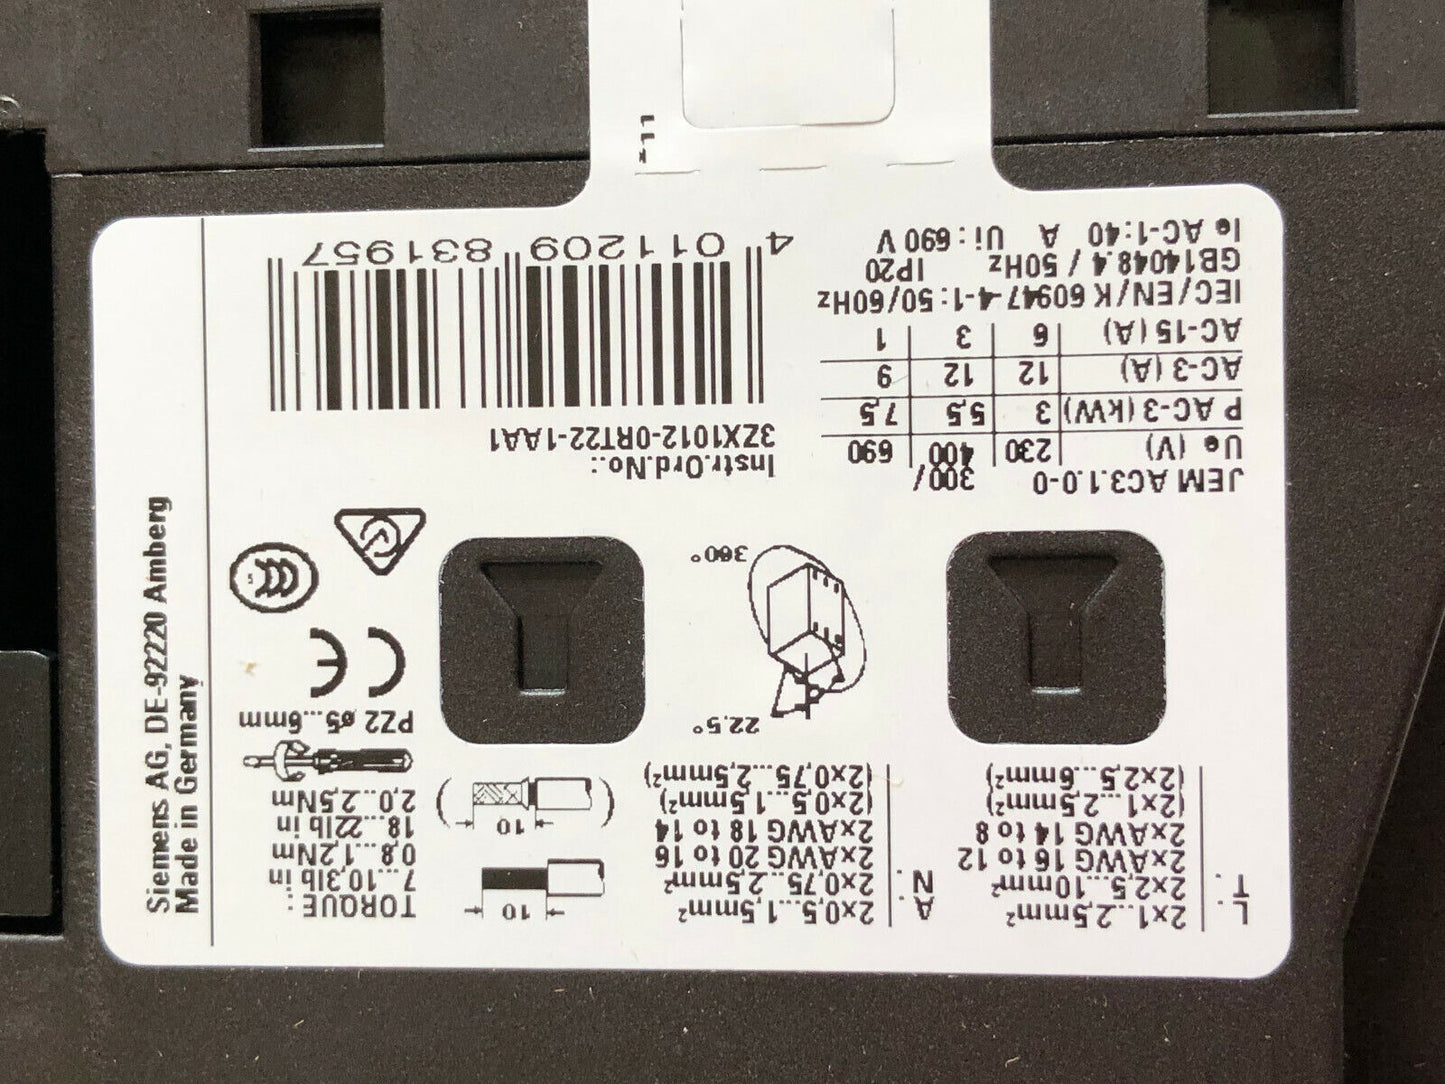 L.
T.
2x1...2,5mm²
2x2,5...10mm²
2xAWG 16 to 12
2xAWG 14 to 8
(2x1...2,5mm²)
(2x2,5...6mm²)
A.
N.
2x0,5...1,5mm²
2x0,75...2,5mm²
2xAWG 20 to 16
2xAWG 18 to 14
(2x0,5...1,5mm²)
(2x0,75...2,5mm²)
10
10
TORQUE:
7...10,3lb in
0,8...1,2Nm
18...22lb in
2,0...2,5Nm
PZ2 ø5...6mm
22,5°
360°
CE
CCC
S
JEM AC3.1.0-0 300/
Ue (V) 230 400 690
P AC-3 (kW) 3 5,5 7,5
AC-3 (A) 12 12 9
AC-15 (A) 6 3 1
IEC/EN/K 60947-4-1:50/60Hz
GB14048.4 / 50Hz IP20
Ie AC-1:40 A Ui:690 V
Instr.Ord.No.:
3ZX1012-0RT22-1AA1
4 011209 831957
Siemens AG, DE-92220 Amberg
Made in Germany